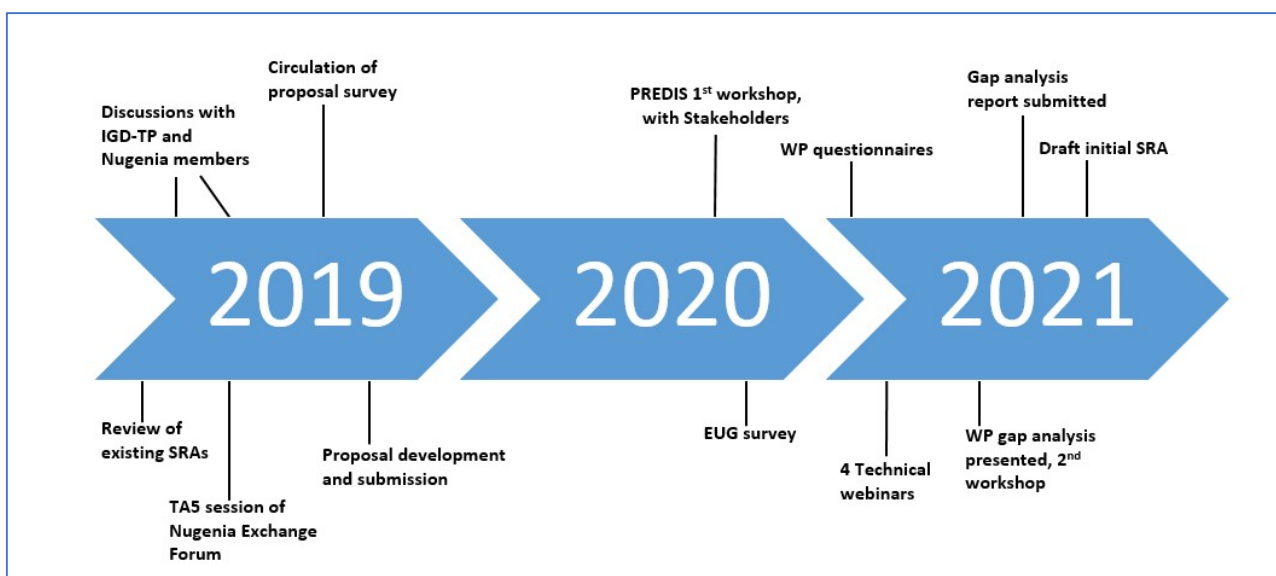 Circulation of
proposal survey
Discussions with
IGD-TP and
Nugenia members
PREDIS 1st workshop,
with Stakeholders
WP questionnaires
Gap analysis
report submitted
Draft initial SRA
2019
2020
2021
Review of
existing SRAs
TA5 session of
Nugenia Exchange
Forum
Proposal development
and submission
EUG survey
4 Technical
webinars
WP gap analysis
presented, 2nd
workshop